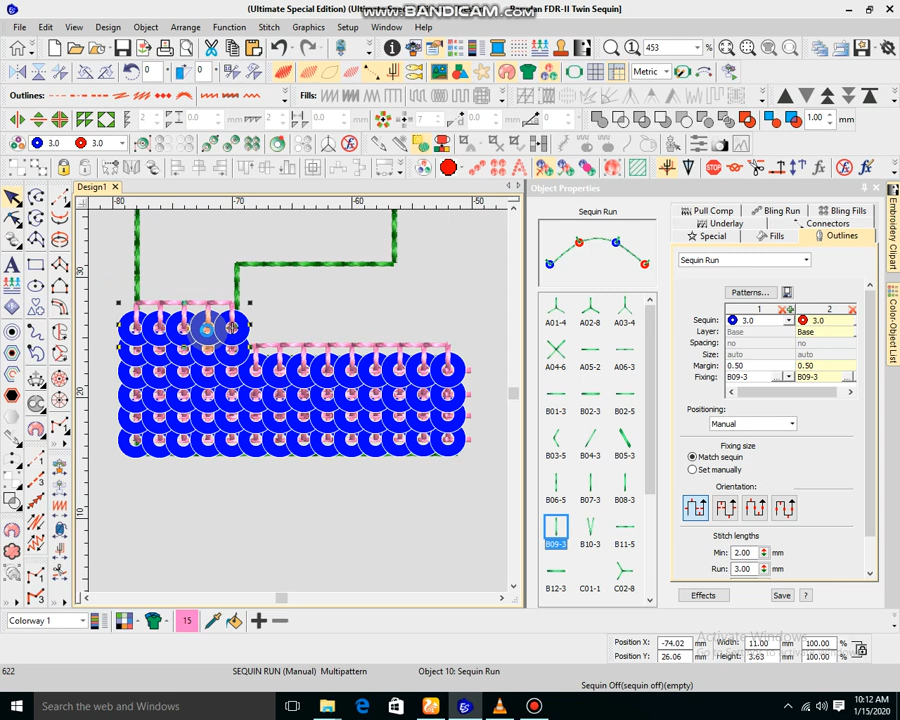 (Ultimate Special Edition) (Ultimate Spe
FDR-II Twin Sequin]
www.BANDICAM.com
File Edit View Design Object Arrange Function Stitch Graphics Setup Window Help
0 0 453 % Metric
Outlines: Fills: 1.00 mm
3.0 3.0
Design1
-80 -70 -60 -50
30
20
10
Object Properties
Sequin Run
A01-4 A02-8 A03-4
A04-6 A05-2 A06-3
B01-3 B02-3 B02-5
B03-5 B04-3 B05-3
B06-5 B07-3 B08-3
B09-3 B10-3 B11-5
B12-3 C01-1 C02-8
Pull Comp Bling Run Bling Fills
Underlay Connectors
Special Fills Outlines
Sequin Run
Patterns...
1 2
Sequin: 3.0 3.0
Layer: Base Base
Spacing: no no
Size: auto auto
Margin: 0.50 0.50
Fixing: B09-3 B09-3
Positioning:
Manual
Fixing size
Match sequin
Set manually
Orientation:
Stitch lengths
Min: 2.00 mm
Run: 3.00 mm
Effects Save ?
Embroidery Clipart
Color-Object List
Colorway 1 15
Position X: -74.02 Width: 11.00 100.00 %
Position Y: 26.06 Height: 3.63 mm 100.00 %
Activate Windows
622 SEQUIN RUN (Manual) Multipattern Object 10: Sequin Run
Sequin Off(sequin off)(empty)
Search the web and Windows
10:12 AM
1/15/2020